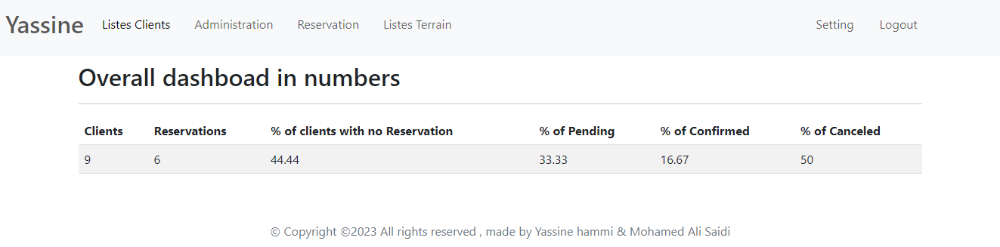 Yassine Listes Clients Administration Reservation Listes Terrain Setting Logout
Overall dashboad in numbers
Clients Reservations % of clients with no Reservation % of Pending % of Confirmed % of Canceled
9 6 44.44 33.33 16.67 50
© Copyright ©2023 All rights reserved , made by Yassine hammi & Mohamed Ali Saidi